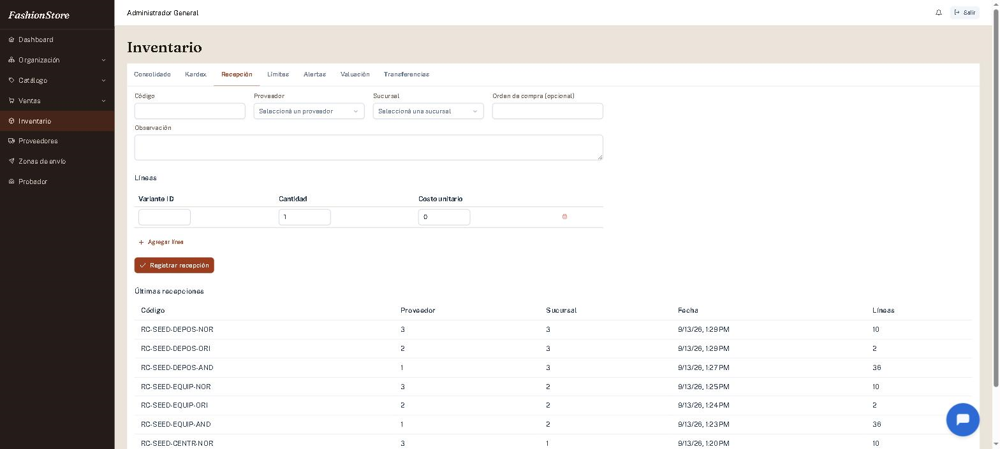 FashionStore
Administrador General
Salir
Dashboard
Organización
Catálogo
Ventas
Inventario
Proveedores
Zonas de envío
Probador
Inventario
Consolidado Kardex Recepción Límites Alertas Valuación Transferencias
Código Proveedor Sucursal Orden de compra (opcional)
Seleccioná un proveedor Seleccioná una sucursal
Observación
Líneas
Variante ID Cantidad Costo unitario
1 0
Agregar línea
Registrar recepción
Últimas recepciones
Código Proveedor Sucursal Fecha Líneas
RC-SEED-DEPOS-NOR 3 3 9/13/26, 1:29 PM 10
RC-SEED-DEPOS-ORI 2 3 9/13/26, 1:29 PM 2
RC-SEED-DEPOS-AND 1 3 9/13/26, 1:27 PM 36
RC-SEED-EQUIP-NOR 3 2 9/13/26, 1:25 PM 10
RC-SEED-EQUIP-ORI 2 2 9/13/26, 1:24 PM 2
RC-SEED-EQUIP-AND 1 2 9/13/26, 1:23 PM 36
RC-SEED-CENTR-NOR 3 1 9/13/26, 1:20 PM 10